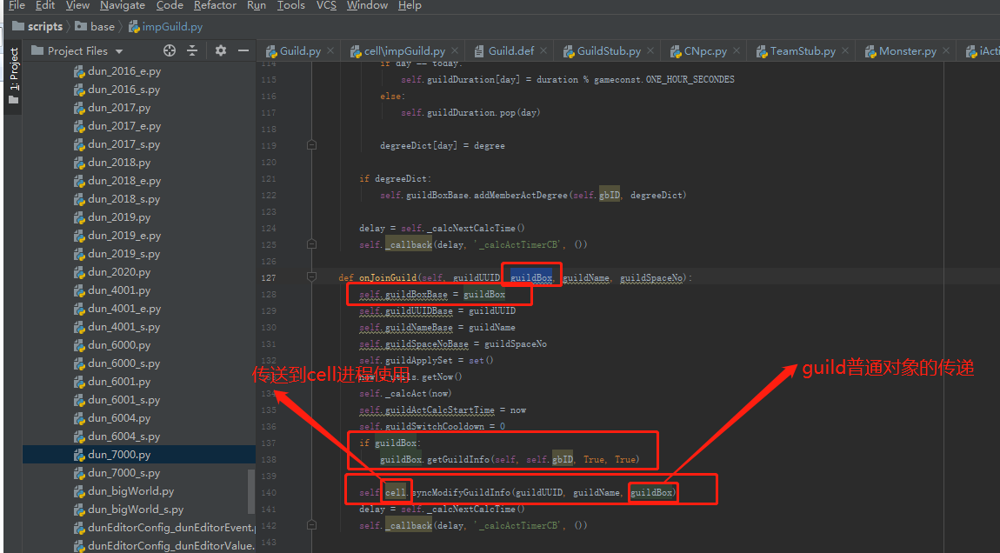 File Edit View Navigate Code Refactor Run Tools VCS Window Help
scripts base impGuild.py
1: Project
Project Files
Guild.py cell\impGuild.py Guild.def GuildStub.py CNpc.py TeamStub.py Monster.py iActi
dun_2016_e.py
dun_2016_s.py
dun_2017.py
dun_2017_e.py
dun_2017_s.py
dun_2018.py
dun_2018_e.py
dun_2018_s.py
dun_2019.py
dun_2019_e.py
dun_2019_s.py
dun_2020.py
dun_4001.py
dun_4001_e.py
dun_4001_s.py
dun_6000.py
dun_6000_s.py
dun_6001.py
dun_6001_s.py
dun_6004.py
dun_6004_s.py
dun_7000.py
dun_7000_s.py
dun_bigWorld.py
dun_bigWorld_s.py
dunEditorConfig_dunEditorEvent.p
dunEditorConfig_dunEditorValue.
114 if day == today:
115 self.guildDuration[day] = duration % gameconst.ONE_HOUR_SECONDES
116 else:
117 self.guildDuration.pop(day)
118
119 degreeDict[day] = degree
120
121 if degreeDict:
122 self.guildBoxBase.addMemberActDegree(self.gbID, degreeDict)
123
124 delay = self._calcNextCalcTime()
125 self._callback(delay, '_calcActTimerCB', ())
126
127 def onJoinGuild(self, guildUUID, guildBox, guildName, guildSpaceNo):
128 self.guildBoxBase = guildBox
129 self.guildUUIDBase = guildUUID
130 self.guildNameBase = guildName
131 self.guildSpaceNoBase = guildSpaceNo
132 self.guildApplySet = set()
now = utils.getNow()
134 self._calcAct(now)
135 self.guildActCalcStartTime = now
136 self.guildSwitchCooldown = 0
137 if guildBox:
138 guildBox.getGuildInfo(self, self.gbID, True, True)
139
140 self.cell.syncModifyGuildInfo(guildUUID, guildName, guildBox)
141 delay = self._calcNextCalcTime()
142 self._callback(delay, '_calcActTimerCB', ())
143
传送到cell进程使用
guild普通对象的传递